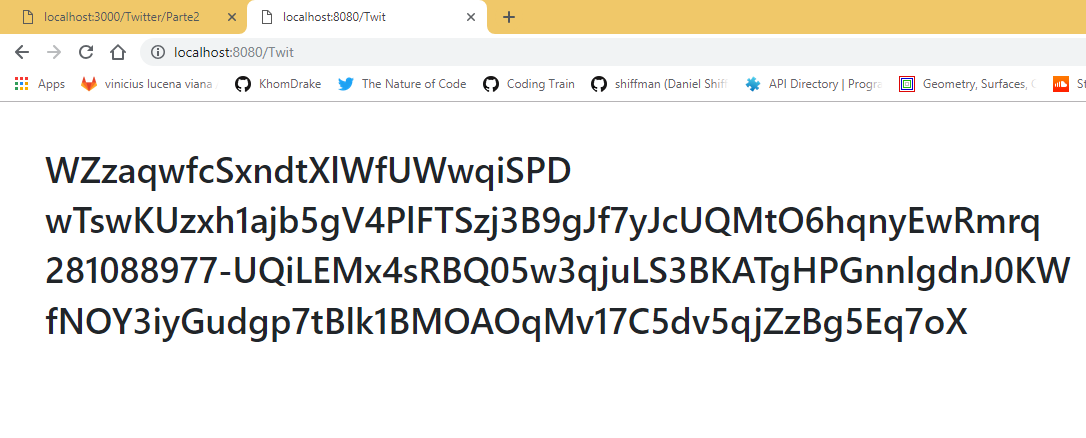 localhost:3000/Twitter/Parte2
localhost:8080/Twit
localhost:8080/Twit
Apps vinicius lucena viana KhomDrake The Nature of Code Coding Train shiffman (Daniel Shiff API Directory | Progra Geometry, Surfaces, C St
WZzaqwfcSxndtXlWfUWwqiSPD
wTswKUzxh1ajb5gV4PlFTSzj3B9gJf7yJcUQMtO6hqnyEwRmrq
281088977-UQiLEMx4sRBQ05w3qjuLS3BKATgHPGnnlgdnJ0KW
fNOY3iyGudgp7tBlk1BMOAOqMv17C5dv5qjZzBg5Eq7oX